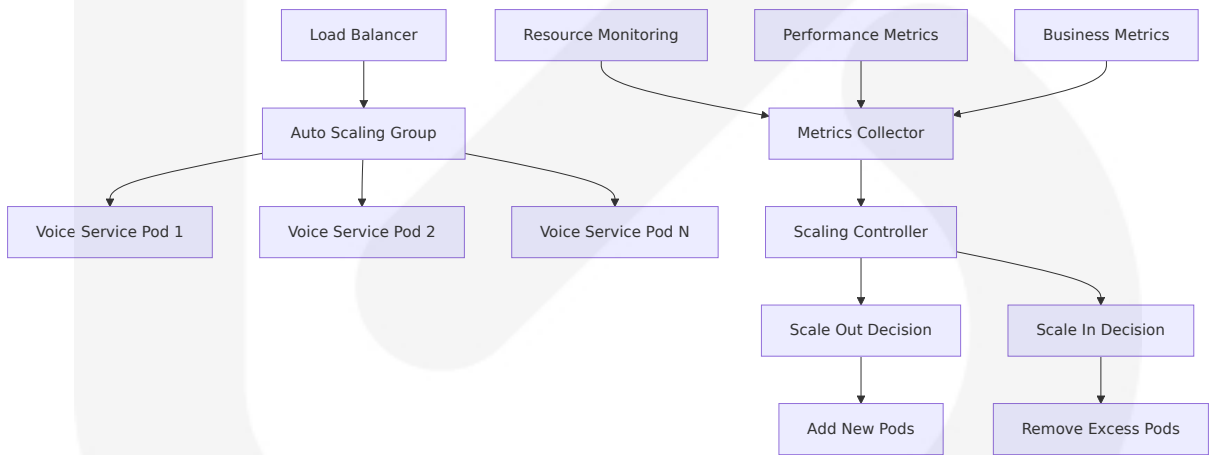 Load Balancer
Resource Monitoring
Performance Metrics
Business Metrics
Auto Scaling Group
Metrics Collector
Voice Service Pod 1
Voice Service Pod 2
Voice Service Pod N
Scaling Controller
Scale Out Decision
Scale In Decision
Add New Pods
Remove Excess Pods